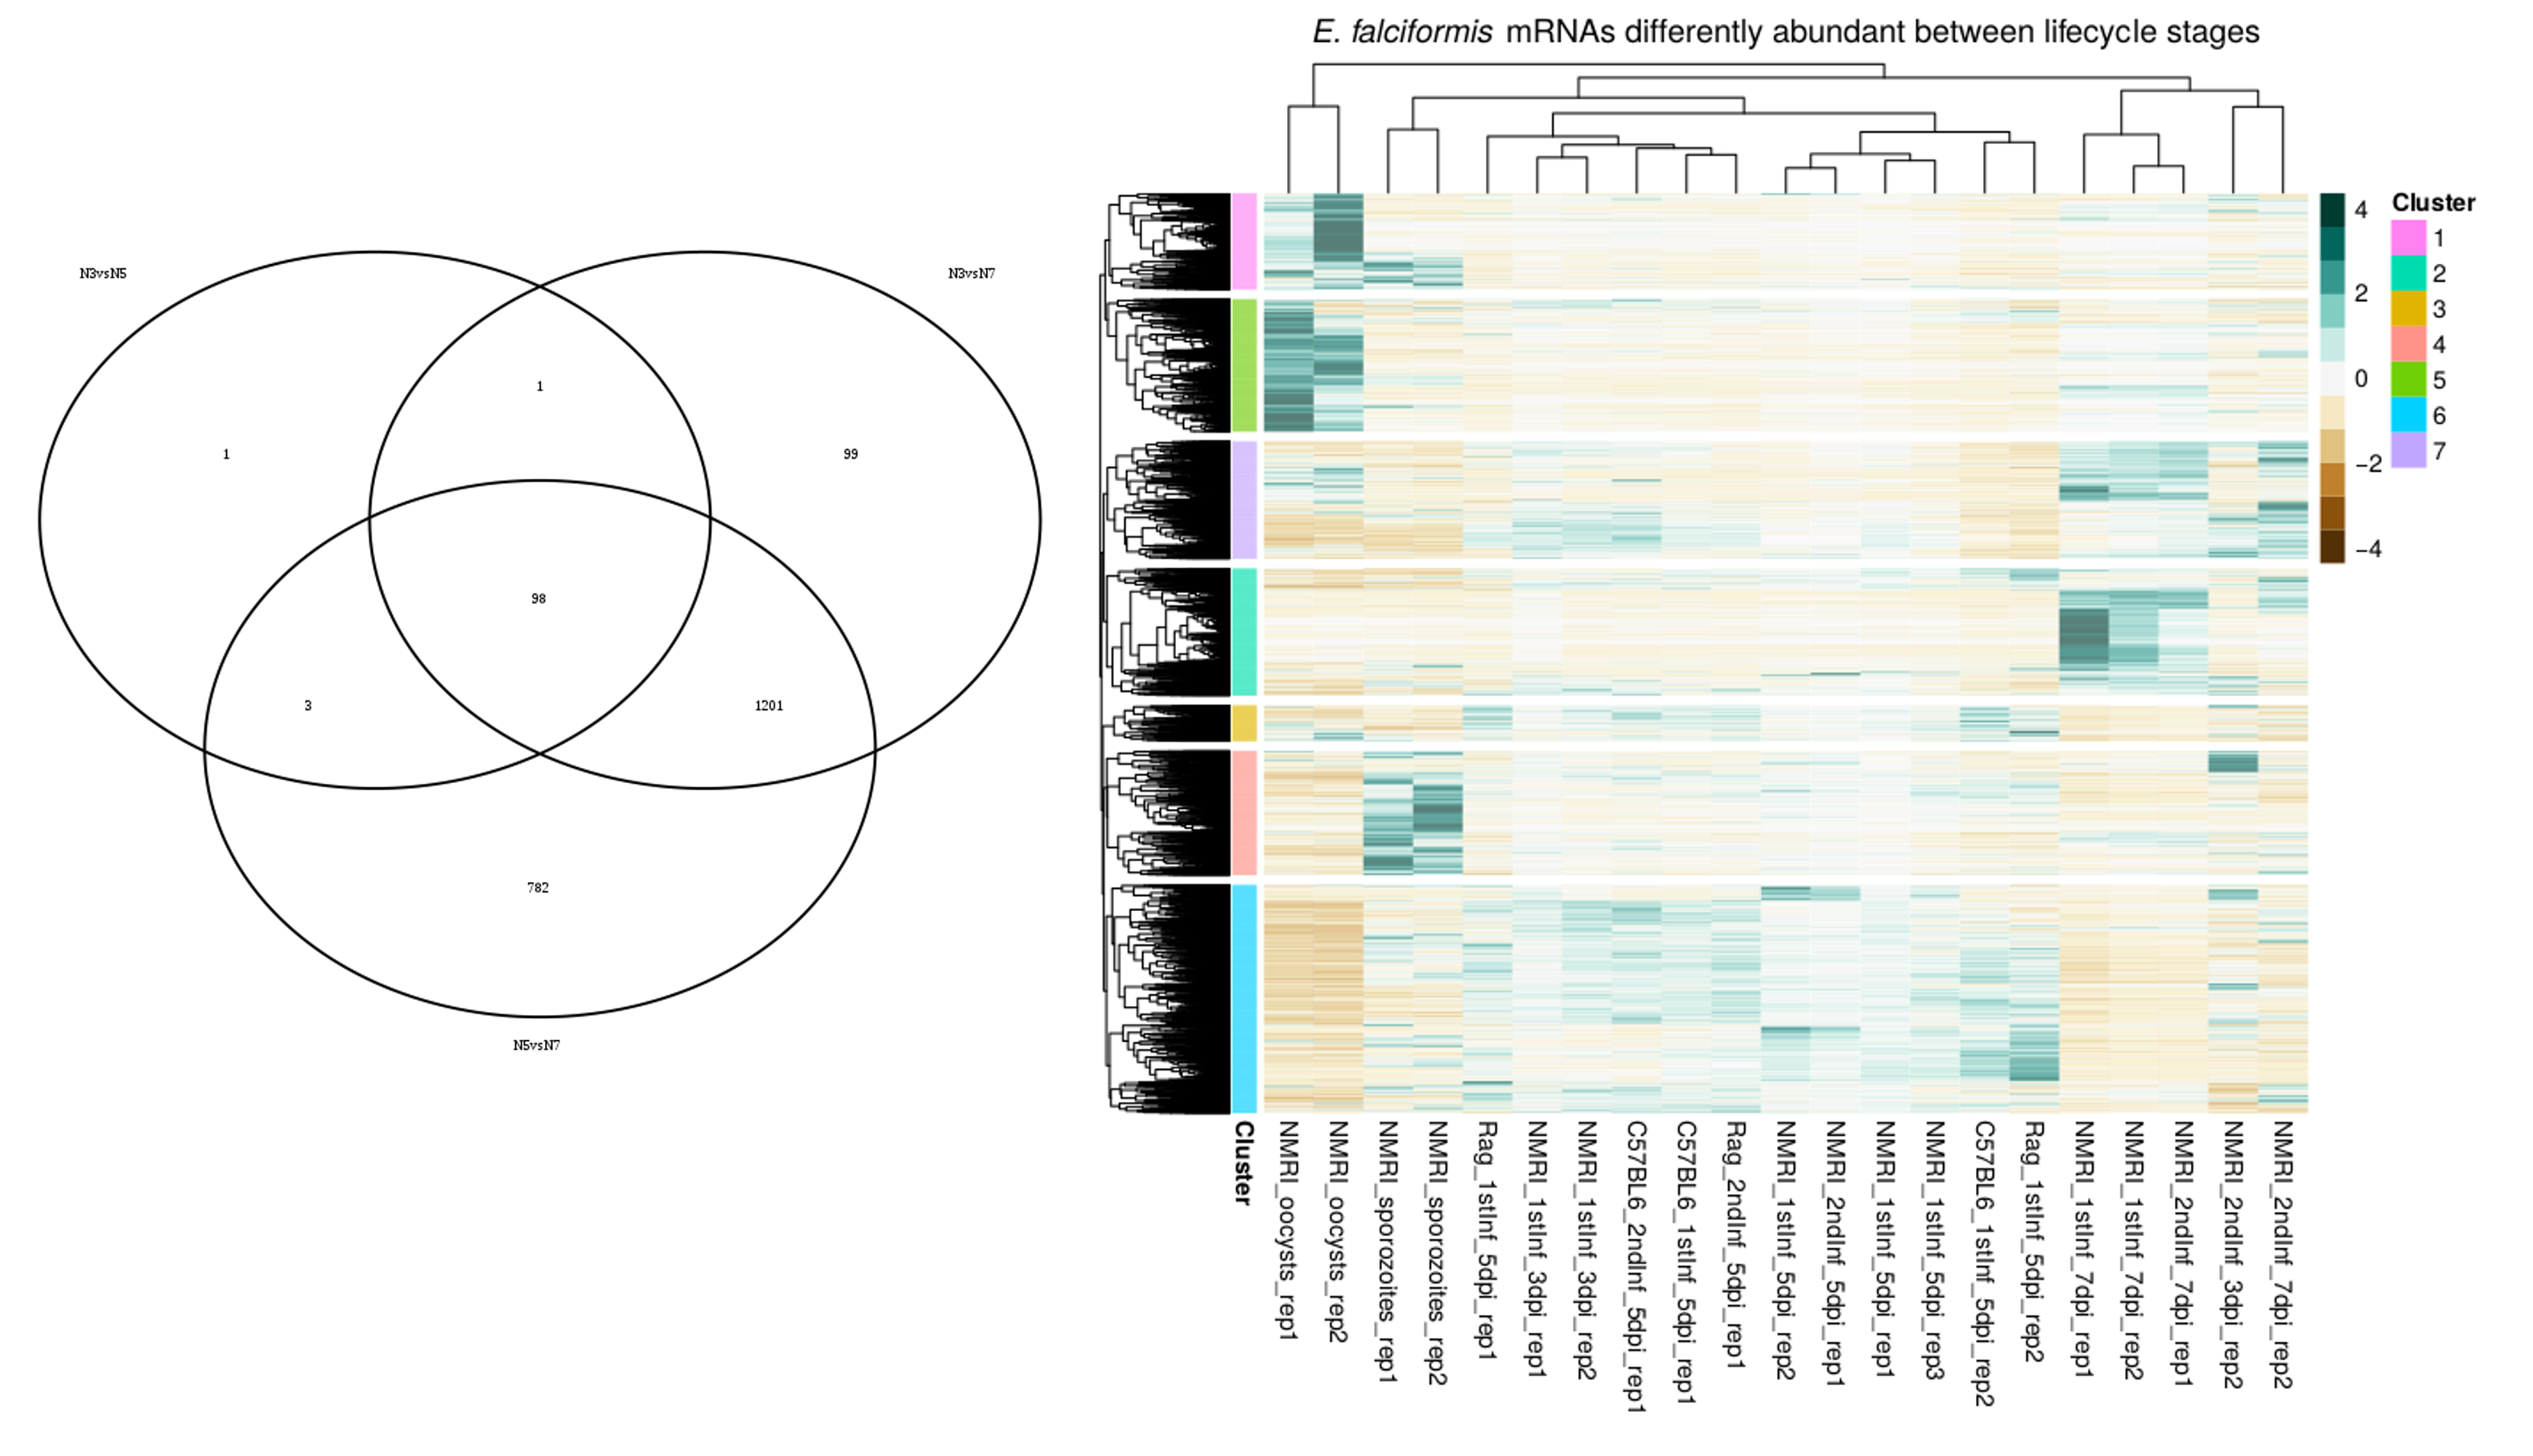 E. falciformis mRNAs differently abundant between lifecycle stages
N3vsN5
N3vsN7
1
1
99
98
3
1201
782
N5vsN7
4
2
0
−2
−4
Cluster
1
2
3
4
5
6
7
Cluster
NMRI_oocysts_rep1
NMRI_oocysts_rep2
NMRI_sporozoites_rep1
NMRI_sporozoites_rep2
Rag_1stInf_5dpi_rep1
NMRI_1stInf_3dpi_rep1
NMRI_1stInf_3dpi_rep2
C57BL6_2ndInf_5dpi_rep1
C57BL6_1stInf_5dpi_rep1
Rag_2ndInf_5dpi_rep1
NMRI_1stInf_5dpi_rep2
NMRI_2ndInf_5dpi_rep1
NMRI_1stInf_5dpi_rep1
NMRI_1stInf_5dpi_rep3
C57BL6_1stInf_5dpi_rep2
Rag_1stInf_5dpi_rep2
NMRI_1stInf_7dpi_rep1
NMRI_1stInf_7dpi_rep2
NMRI_2ndInf_7dpi_rep1
NMRI_2ndInf_3dpi_rep2
NMRI_2ndInf_7dpi_rep2